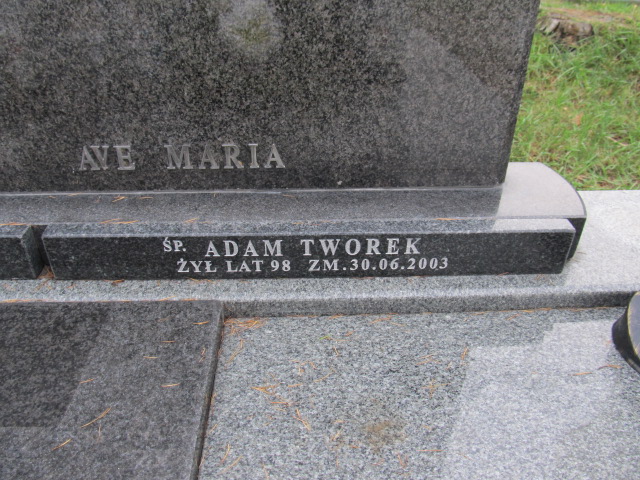 AVE MARIA
ŚP. ADAM TWOREK
ŻYŁ LAT 98 ZM.30.06.2003